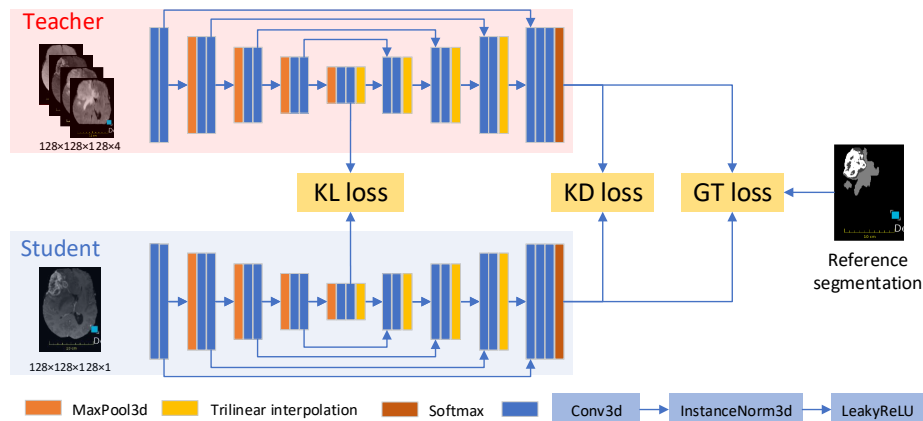 Teacher
128×128×128×4
KL loss
KD loss
GT loss
Student
128×128×128×1
Reference
segmentation
MaxPool3d
Trilinear interpolation
Softmax
Conv3d
InstanceNorm3d
LeakyReLU